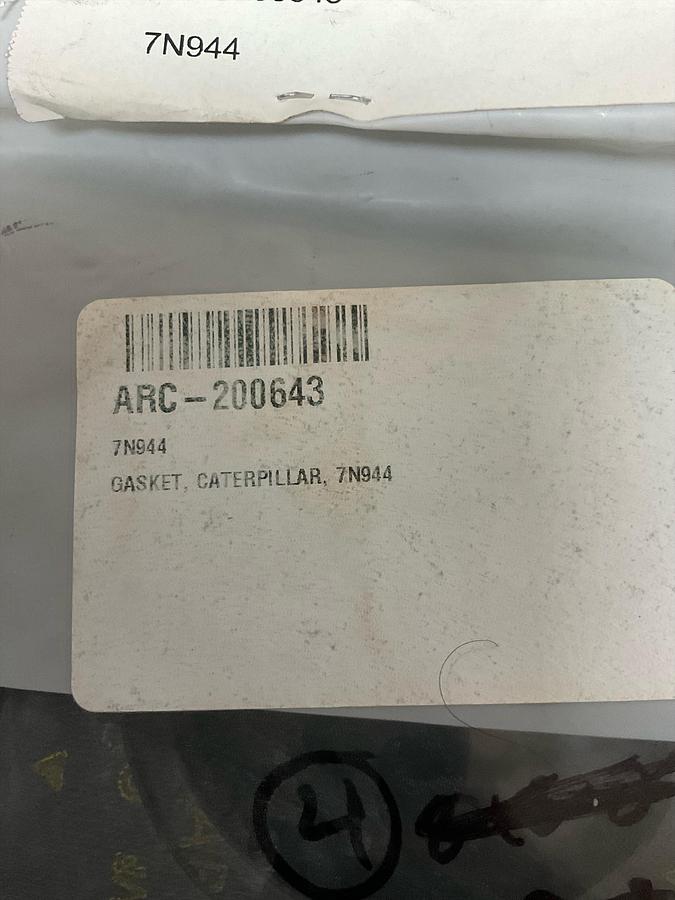 7N944
ARC-200643
7N944
GASKET, CATERPILLAR, 7N944
4